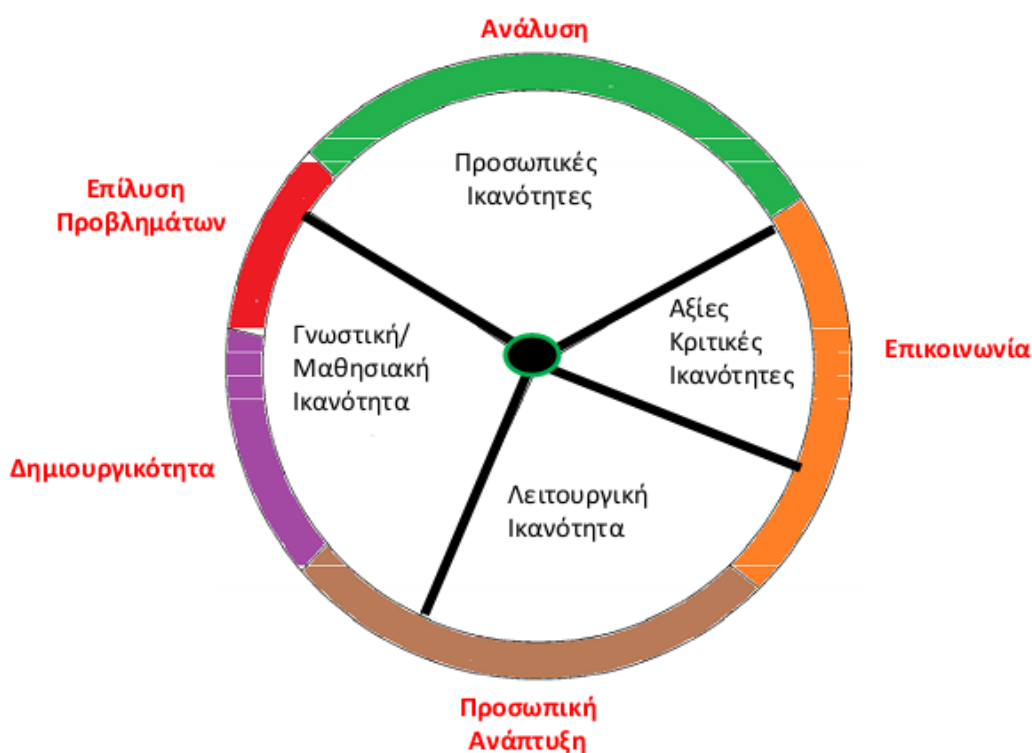 Ανάλυση
Προσωπικές
Ικανότητες
Επίλυση
Προβλημάτων
Αξίες
Κριτικές
Ικανότητες
Γνωστική/
Μαθησιακή
Ικανότητα
Επικοινωνία
Δημιουργικότητα
Λειτουργική
Ικανότητα
Προσωπική
Ανάπτυξη